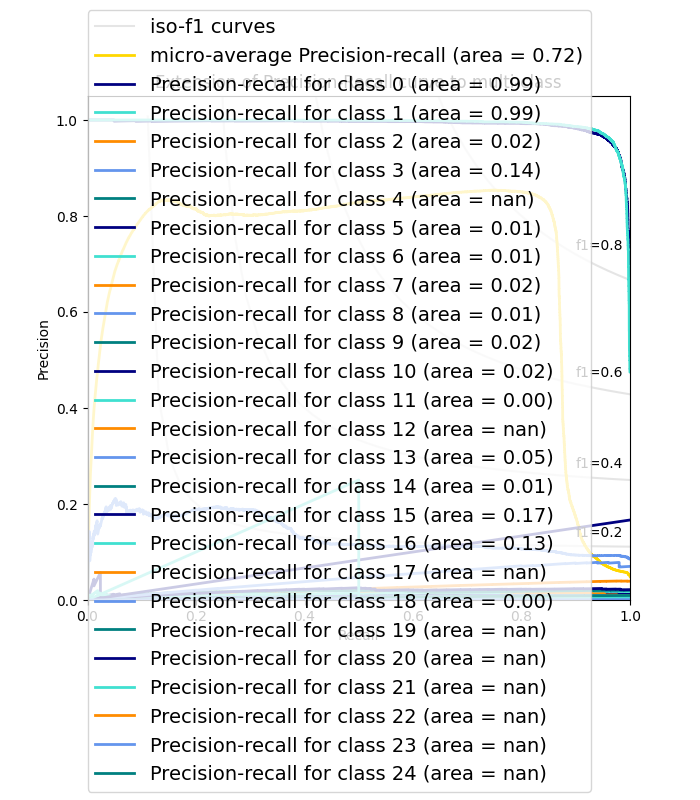 iso-f1 curves
micro-average Precision-recall (area = 0.72)
Extension of Precision-Recall curve to multi-class
Precision-recall for class 0 (area = 0.99)
Precision-recall for class 1 (area = 0.99)
Precision-recall for class 2 (area = 0.02)
Precision-recall for class 3 (area = 0.14)
Precision-recall for class 4 (area = nan)
Precision-recall for class 5 (area = 0.01)
Precision-recall for class 6 (area = 0.01)
Precision-recall for class 7 (area = 0.02)
Precision-recall for class 8 (area = 0.01)
Precision-recall for class 9 (area = 0.02)
Precision-recall for class 10 (area = 0.02)
Precision-recall for class 11 (area = 0.00)
Precision-recall for class 12 (area = nan)
Precision-recall for class 13 (area = 0.05)
Precision-recall for class 14 (area = 0.01)
Precision-recall for class 15 (area = 0.17)
Precision-recall for class 16 (area = 0.13)
Precision-recall for class 17 (area = nan)
Precision-recall for class 18 (area = 0.00)
Precision-recall for class 19 (area = nan)
Precision-recall for class 20 (area = nan)
Precision-recall for class 21 (area = nan)
Precision-recall for class 22 (area = nan)
Precision-recall for class 23 (area = nan)
Precision-recall for class 24 (area = nan)
Precision
1.0
0.8
0.6
0.4
0.2
0.0
f1=0.8
f1=0.6
f1=0.4
f1=0.2
0.0 0.2 0.4 0.6 0.8 1.0
Recall